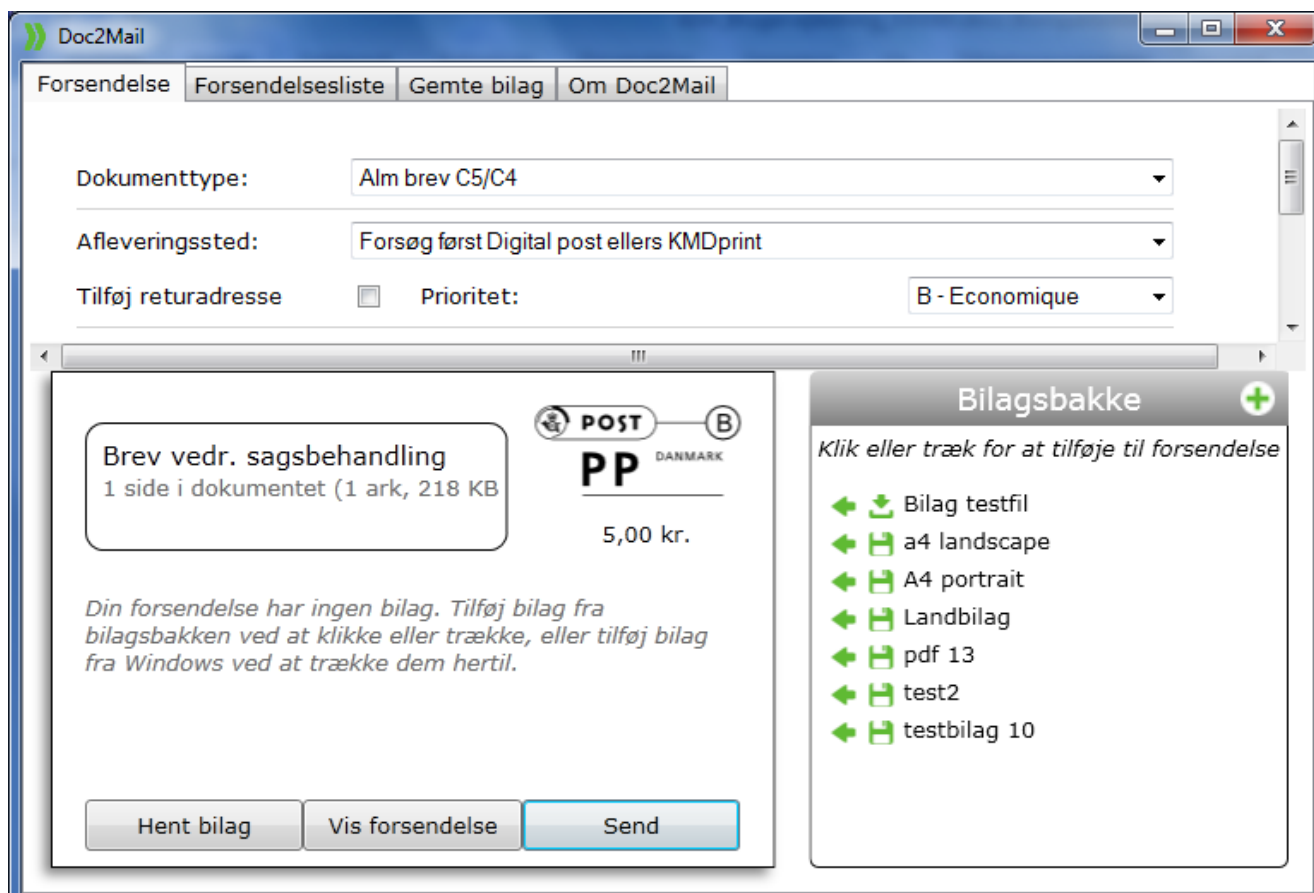 Doc2Mail
Forsendelse Forsendelsesliste Gemte bilag Om Doc2Mail
Dokumenttype: Alm brev C5/C4
Afleveringssted: Forsøg først Digital post ellers KMDprint
Tilføj returadresse Prioritet: B - Economique
Brev vedr. sagsbehandling
1 side i dokumentet (1 ark, 218 KB
POST B
PP DANMARK
5,00 kr.
Din forsendelse har ingen bilag. Tilføj bilag fra
bilagsbakken ved at klikke eller trække, eller tilføj bilag
fra Windows ved at trække dem hertil.
Hent bilag Vis forsendelse Send
Bilagsbakke
Klik eller træk for at tilføje til forsendelse
Bilag testfil
a4 landscape
A4 portrait
Landbilag
pdf 13
test2
testbilag 10